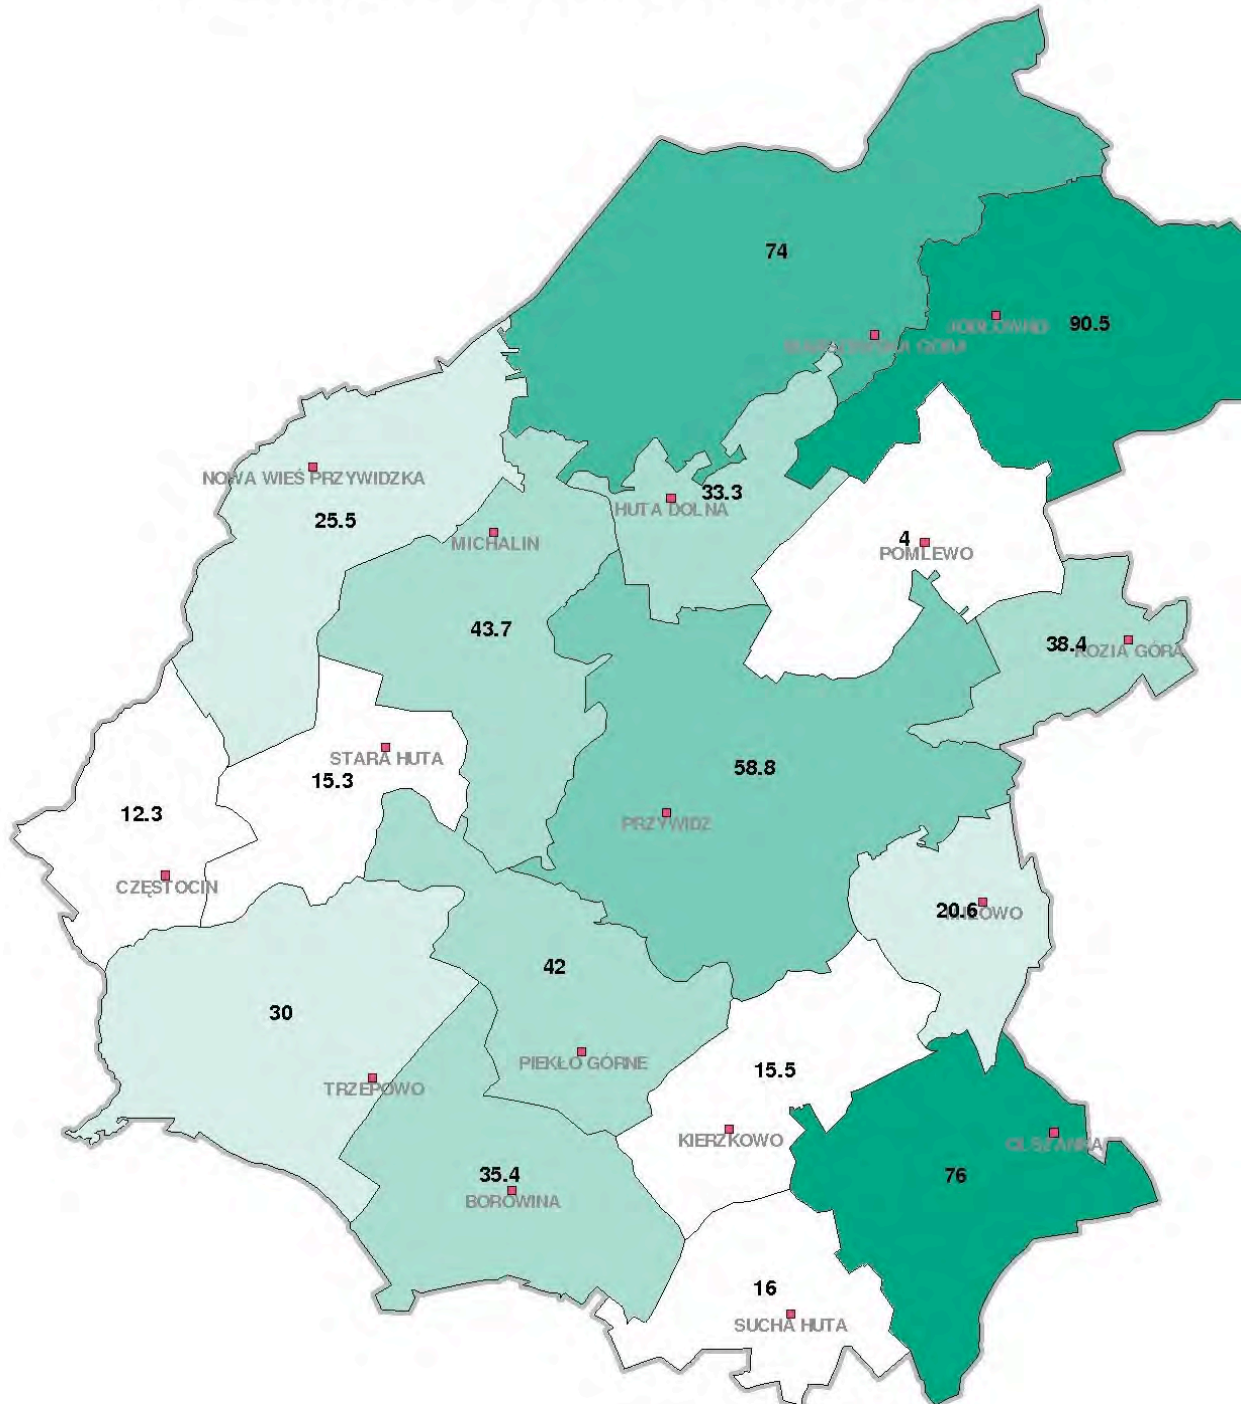 74
90.5
JODŁOWNO
GÓRA
NOWA WIEŚ PRZYWIDZKA
25.5
33.3
HUTA DOLNA
MICHALIN
4
POMLEWO
43.7
38.4
KOZIA GÓRA
STARA HUTA
15.3
58.8
PRZYWIDZ
12.3
CZĘSTOCIN
20.6
42
30
PIEKŁO GÓRNE
15.5
TRZEPOWO
KIERZKOWO
OLSZANKA
35.4
BOROWINA
76
16
SUCHA HUTA